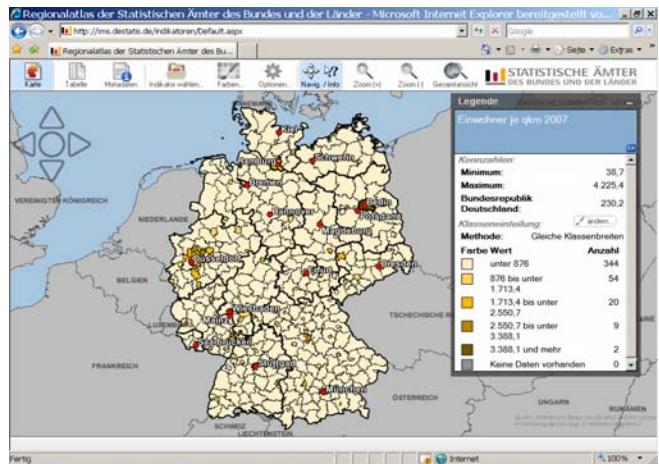 Regionalatlas der Statistischen Ämter des Bundes und der Länder - Microsoft Internet Explorer bereitgestellt vo...
http://ims.destatis.de/indikatoren/Default.aspx
Google
Regionalatlas der Statistischen Ämter des Bu...
Seite
Extras
Karte
Tabelle
Metadaten
Indikator wählen...
Farben...
Optionen...
Navig. / Info
Zoom (+)
Zoom (-)
Gesamtansicht
STATISTISCHE ÄMTER
DES BUNDES UND DER LÄNDER
Legende
Einwohner je qkm 2007
Kennzahlen:
Minimum: 38,7
Maximum: 4.225,4
Bundesrepublik
Deutschland: 230,2
Klasseneinteilung:
ändern...
Methode: Gleiche Klassenbreiten
Farbe Wert Anzahl
unter 876 344
876 bis unter
1.713,4 54
1.713,4 bis unter
2.550,7 20
2.550,7 bis unter
3.388,1 9
3.388,1 und mehr 2
Keine Daten vorhanden 0
Kiel
Hamburg
Schwerin
Bremen
Berlin
Potsdam
Hannover
Magdeburg
VEREINIGTES KÖNIGREICH
NIEDERLANDE
Düsseldorf
Erfurt
Dresden
BELGIEN
Wiesbaden
Mainz
LUXEMBURG
TSCHECHISCHE
Saarbrücken
FRANKREICH
Stuttgart
München
ÖSTERREICH
SCHWEIZ
LIECHTENSTEIN
UNGARN
RUMÄNIEN
Fertig
Internet
100%